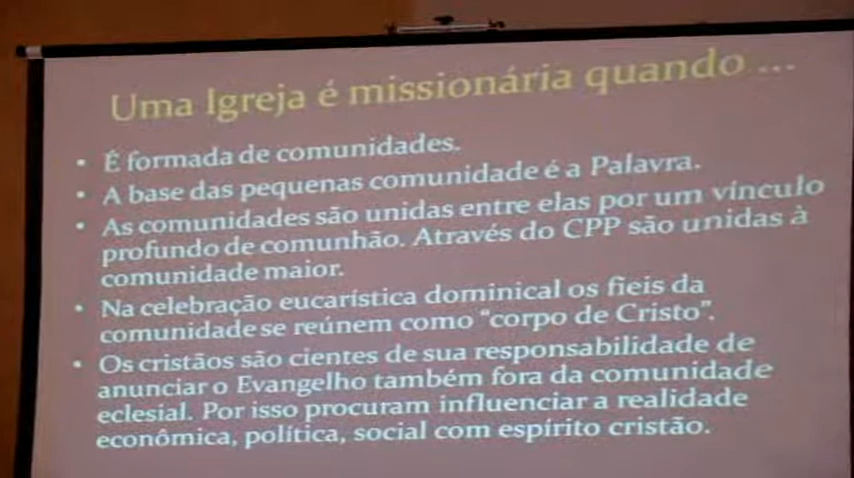 Uma Igreja é missionária quando ...
• É formada de comunidades.
• A base das pequenas comunidade é a Palavra.
• As comunidades são unidas entre elas por um vínculo
profundo de comunhão. Através do CPP são unidas à
comunidade maior.
• Na celebração eucarística dominical os fieis da
comunidade se reúnem como "corpo de Cristo".
• Os cristãos são cientes de sua responsabilidade de
anunciar o Evangelho também fora da comunidade
eclesial. Por isso procuram influenciar a realidade
econômica, política, social com espírito cristão.